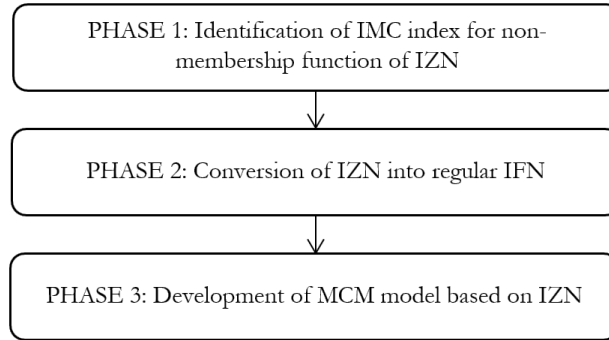 PHASE 1: Identification of IMC index for non-
membership function of IZN
PHASE 2: Conversion of IZN into regular IFN
PHASE 3: Development of MCM model based on IZN